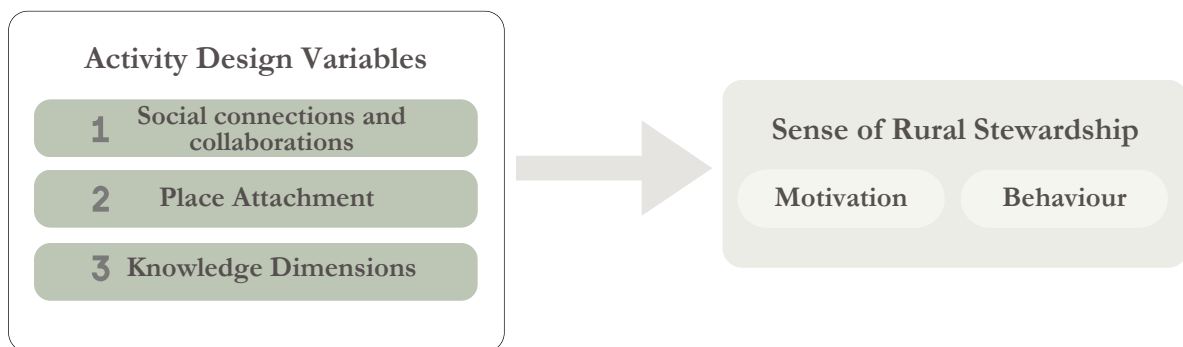 Activity Design Variables
1 Social connections and
collaborations
2 Place Attachment
3 Knowledge Dimensions
Sense of Rural Stewardship
Motivation Behaviour